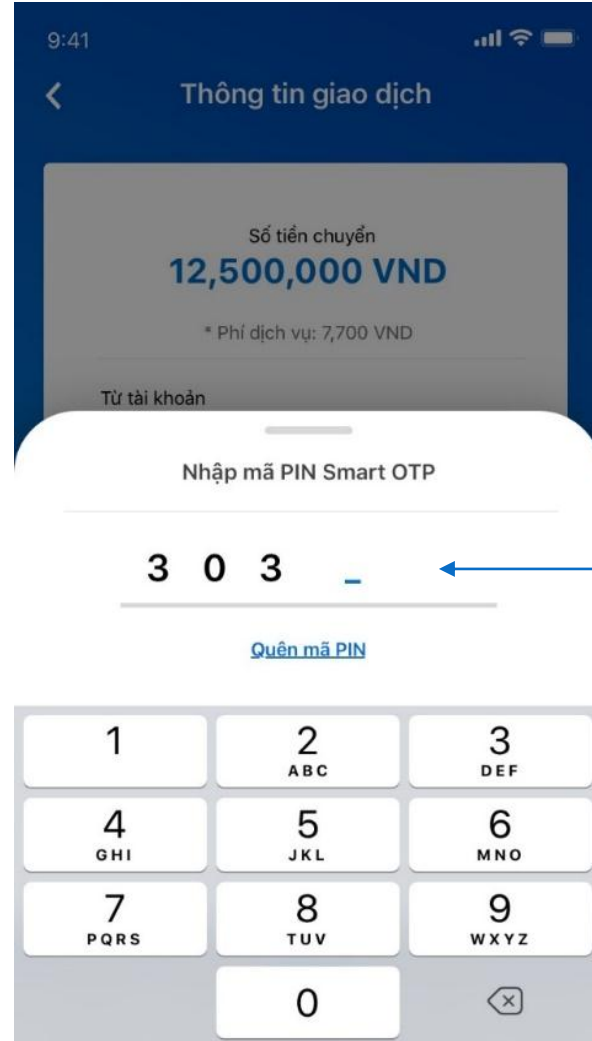 9:41
Thông tin giao dịch
Số tiền chuyển
12,500,000 VND
* Phí dịch vụ: 7,700 VND
Từ tài khoản
Nhập mã PIN Smart OTP
3 0 3 _
Quên mã PIN
1 2 3
ABC DEF
4 5 6
GHI JKL MNO
7 8 9
PQRS TUV WXYZ
0